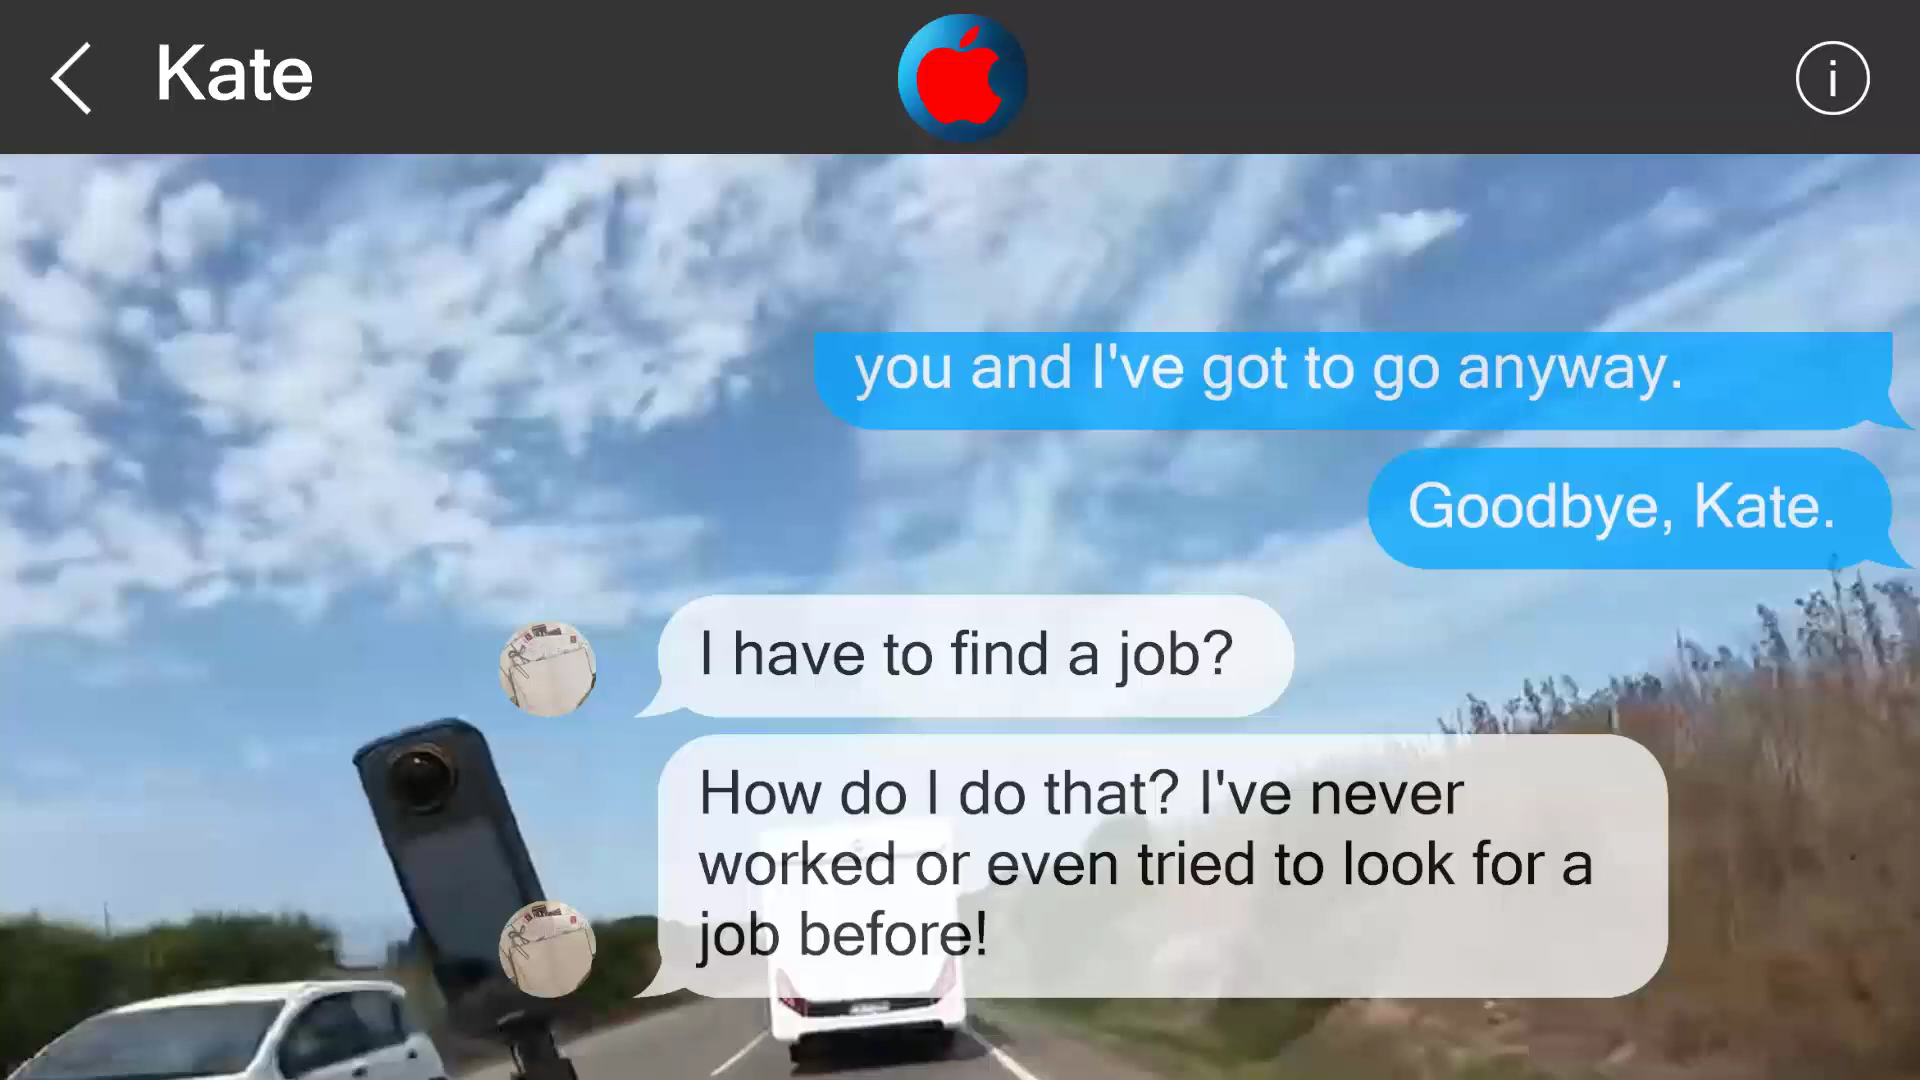 Kate
i
you and I've got to go anyway.
Goodbye, Kate.
I have to find a job?
How do I do that? I've never
worked or even tried to look for a
job before!